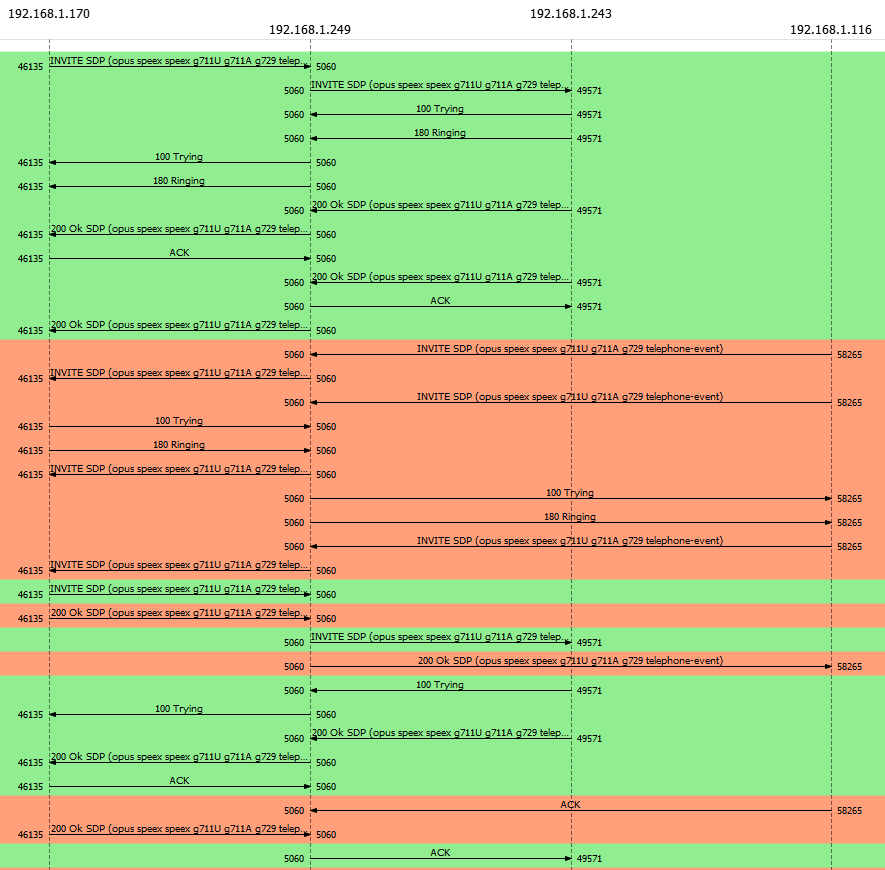 192.168.1.170 192.168.1.243
192.168.1.249 192.168.1.116
46135 INVITE SDP (opus speex speex g711U g711A g729 telep... 5060
5060 INVITE SDP (opus speex speex g711U g711A g729 telep... 49571
5060 100 Trying 49571
5060 180 Ringing 49571
46135 100 Trying 5060
46135 180 Ringing 5060
5060 200 Ok SDP (opus speex speex g711U g711A g729 telep... 49571
46135 200 Ok SDP (opus speex speex g711U g711A g729 telep... 5060
46135 ACK 5060
5060 200 Ok SDP (opus speex speex g711U g711A g729 telep... 49571
5060 ACK 49571
46135 200 Ok SDP (opus speex speex g711U g711A g729 telep... 5060
5060 INVITE SDP (opus speex speex g711U g711A g729 telephone-event) 58265
46135 INVITE SDP (opus speex speex g711U g711A g729 telep... 5060
5060 INVITE SDP (opus speex speex g711U g711A g729 telephone-event) 58265
46135 100 Trying 5060
46135 180 Ringing 5060
46135 INVITE SDP (opus speex speex g711U g711A g729 telep... 5060
5060 100 Trying 58265
5060 180 Ringing 58265
5060 INVITE SDP (opus speex speex g711U g711A g729 telephone-event) 58265
46135 INVITE SDP (opus speex speex g711U g711A g729 telep... 5060
46135 INVITE SDP (opus speex speex g711U g711A g729 telep... 5060
46135 200 Ok SDP (opus speex speex g711U g711A g729 telep... 5060
5060 INVITE SDP (opus speex speex g711U g711A g729 telep... 49571
5060 200 Ok SDP (opus speex speex g711U g711A g729 telephone-event) 58265
5060 100 Trying 49571
46135 100 Trying 5060
5060 200 Ok SDP (opus speex speex g711U g711A g729 telep... 49571
46135 200 Ok SDP (opus speex speex g711U g711A g729 telep... 5060
46135 ACK 5060
5060 ACK 58265
46135 200 Ok SDP (opus speex speex g711U g711A g729 telep... 5060
5060 ACK 49571